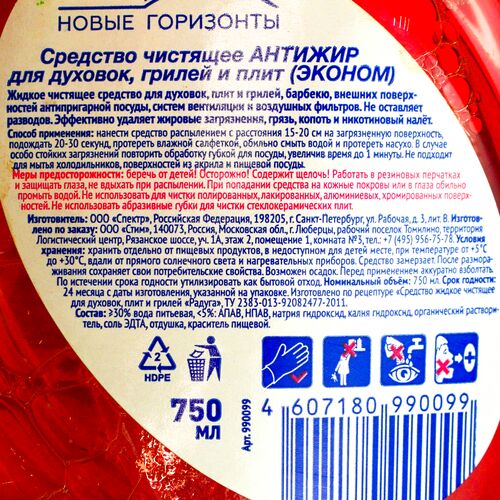 НОВЫЕ ГОРИЗОНТЫ
Средство чистящее АНТИЖИР
для духовок, грилей и плит (ЭКОНОМ)
Жидкое чистящее средство для духовок, плит и грилей, барбекю, внешних поверх-
ностей антипригарной посуды, систем вентиляции и воздушных фильтров. Не оставляет
разводов. Эффективно удаляет жировые загрязнения, грязь, копоть и никотиновый налёт.
Способ применения: нанести средство распылением с расстояния 15-20 см на загрязненную поверхность,
подождать 20-30 секунд, протереть влажной салфеткой, обильно смыть водой и протереть насухо. В случае
особо стойких загрязнений повторить обработку губкой для посуды, увеличив время до 1 минуты. Не подходит
для мытья холодильников, поверхностей из акрила и пищевой посуды.
Меры предосторожности: беречь от детей! Осторожно! Содержит щелочь! Работать в резиновых перчатках
и защищать глаза, не вдыхать при распылении. При попадании средства на кожные покровы или в глаза обильно
промыть водой. Не использовать для чистки полированных, лакированных, алюминиевых, хромированных поверх-
ностей. Не использовать абразивные губки для чистки стеклокерамических плит.
Изготовитель: ООО «Спектр», Российская Федерация, 198205, г. Санкт-Петербург, ул. Рабочая, д. 3, лит. В. Изготовле-
но по заказу: ООО «Стим», 140073, Россия, Московская обл., г. Люберцы, рабочий поселок Томилино, территория
Логистический центр, Рязанское шоссе, уч. 1А, этаж 2, помещение 1, комната №3, тел.: +7 (495) 956-75-78. Условия
хранения: хранить отдельно от пищевых продуктов, в недоступном для детей месте, при температуре от +5°С
до +30°С, вдали от прямого солнечного света и нагревательных приборов. Средство замерзает. После размора-
живания сохраняет свои потребительские свойства. Возможен осадок. Перед применением аккуратно взболтать.
По истечении срока годности утилизировать как бытовой отход. Номинальный объём: 750 мл. Срок годности:
24 месяца с даты изготовления, указанной на упаковке. Изготовлено по рецептуре «Средство чистящее жидкое
для духовок, плит и грилей «Радуга»\, ТУ 2383-013-92082477-2011.
Состав: ≥30% вода питьевая, <5%: АПАВ, НПАВ, натрия гидроксид, калия гидроксид, органический раствори-
тель, соль ЭДТА, отдушка, краситель пищевой.
2
HDPE
750
МЛ
Арт. 990099
4 607180 990099